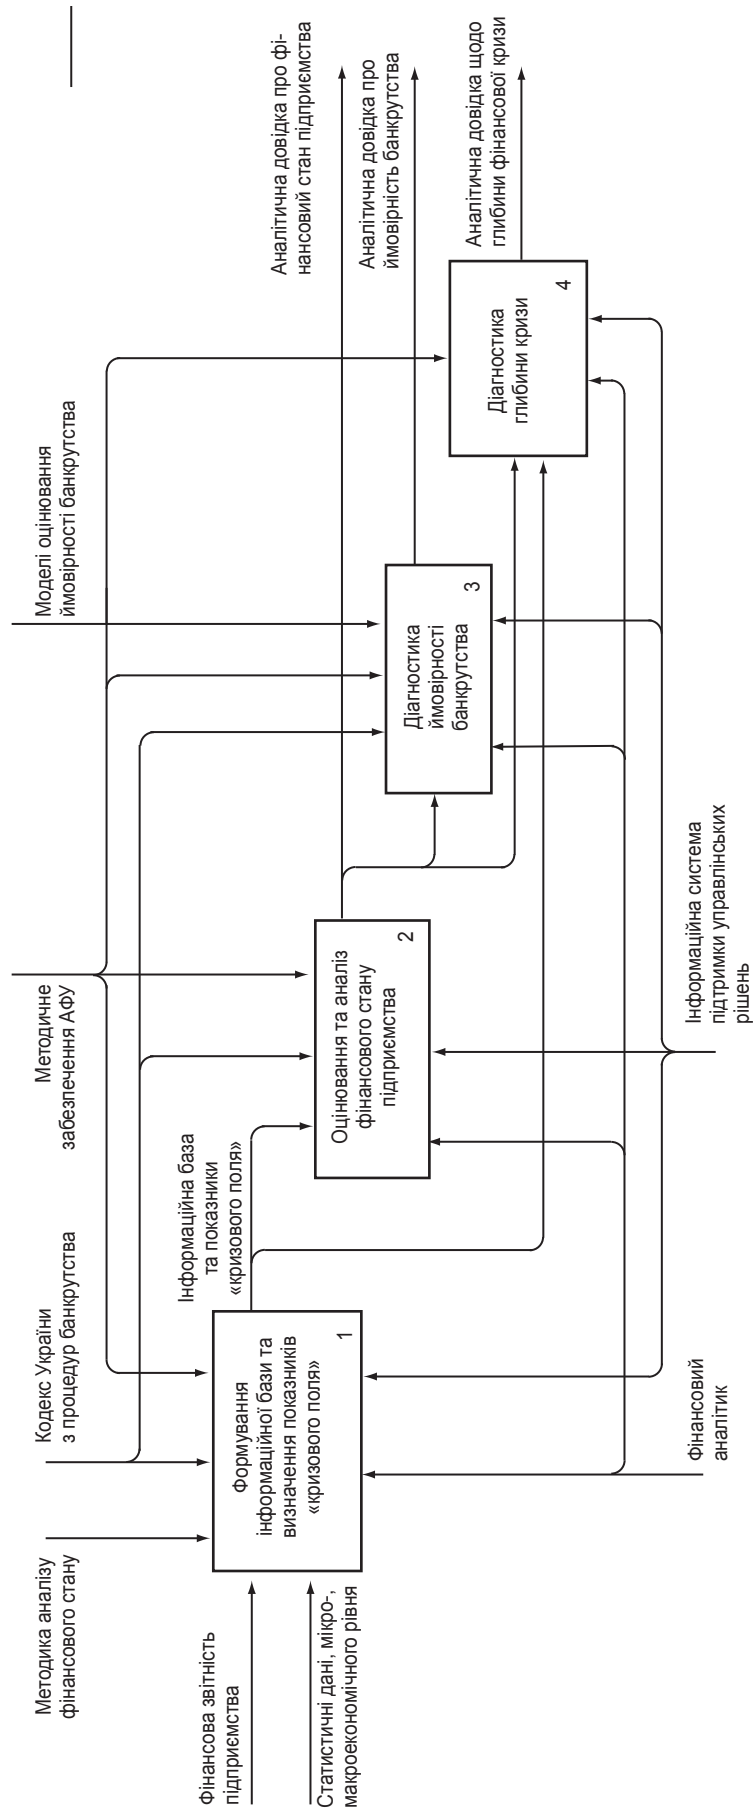 Методика аналізу
фінансового стану
Кодекс України
з процедур банкрутства
Методичне
забезпечення АФУ
Моделі оцінювання
ймовірності банкрутства
Фінансова звітність
підприємства
Статистичні дані, мікро-,
макроекономічного рівня
Формування
інформаційної бази та
визначення показників
«кризового поля»
1
Інформаційна база
та показники
«кризового поля»
Оцінювання та аналіз
фінансового стану
підприємства
2
Діагностика
ймовірності
банкрутства
3
Діагностика
глибини кризи
4
Аналітична довідка про фі-
нансовий стан підприємства
Аналітична довідка про
ймовірність банкрутства
Аналітична довідка щодо
глибини фінансової кризи
Фінансовий
аналітик
Інформаційна система
підтримки управлінських
рішень